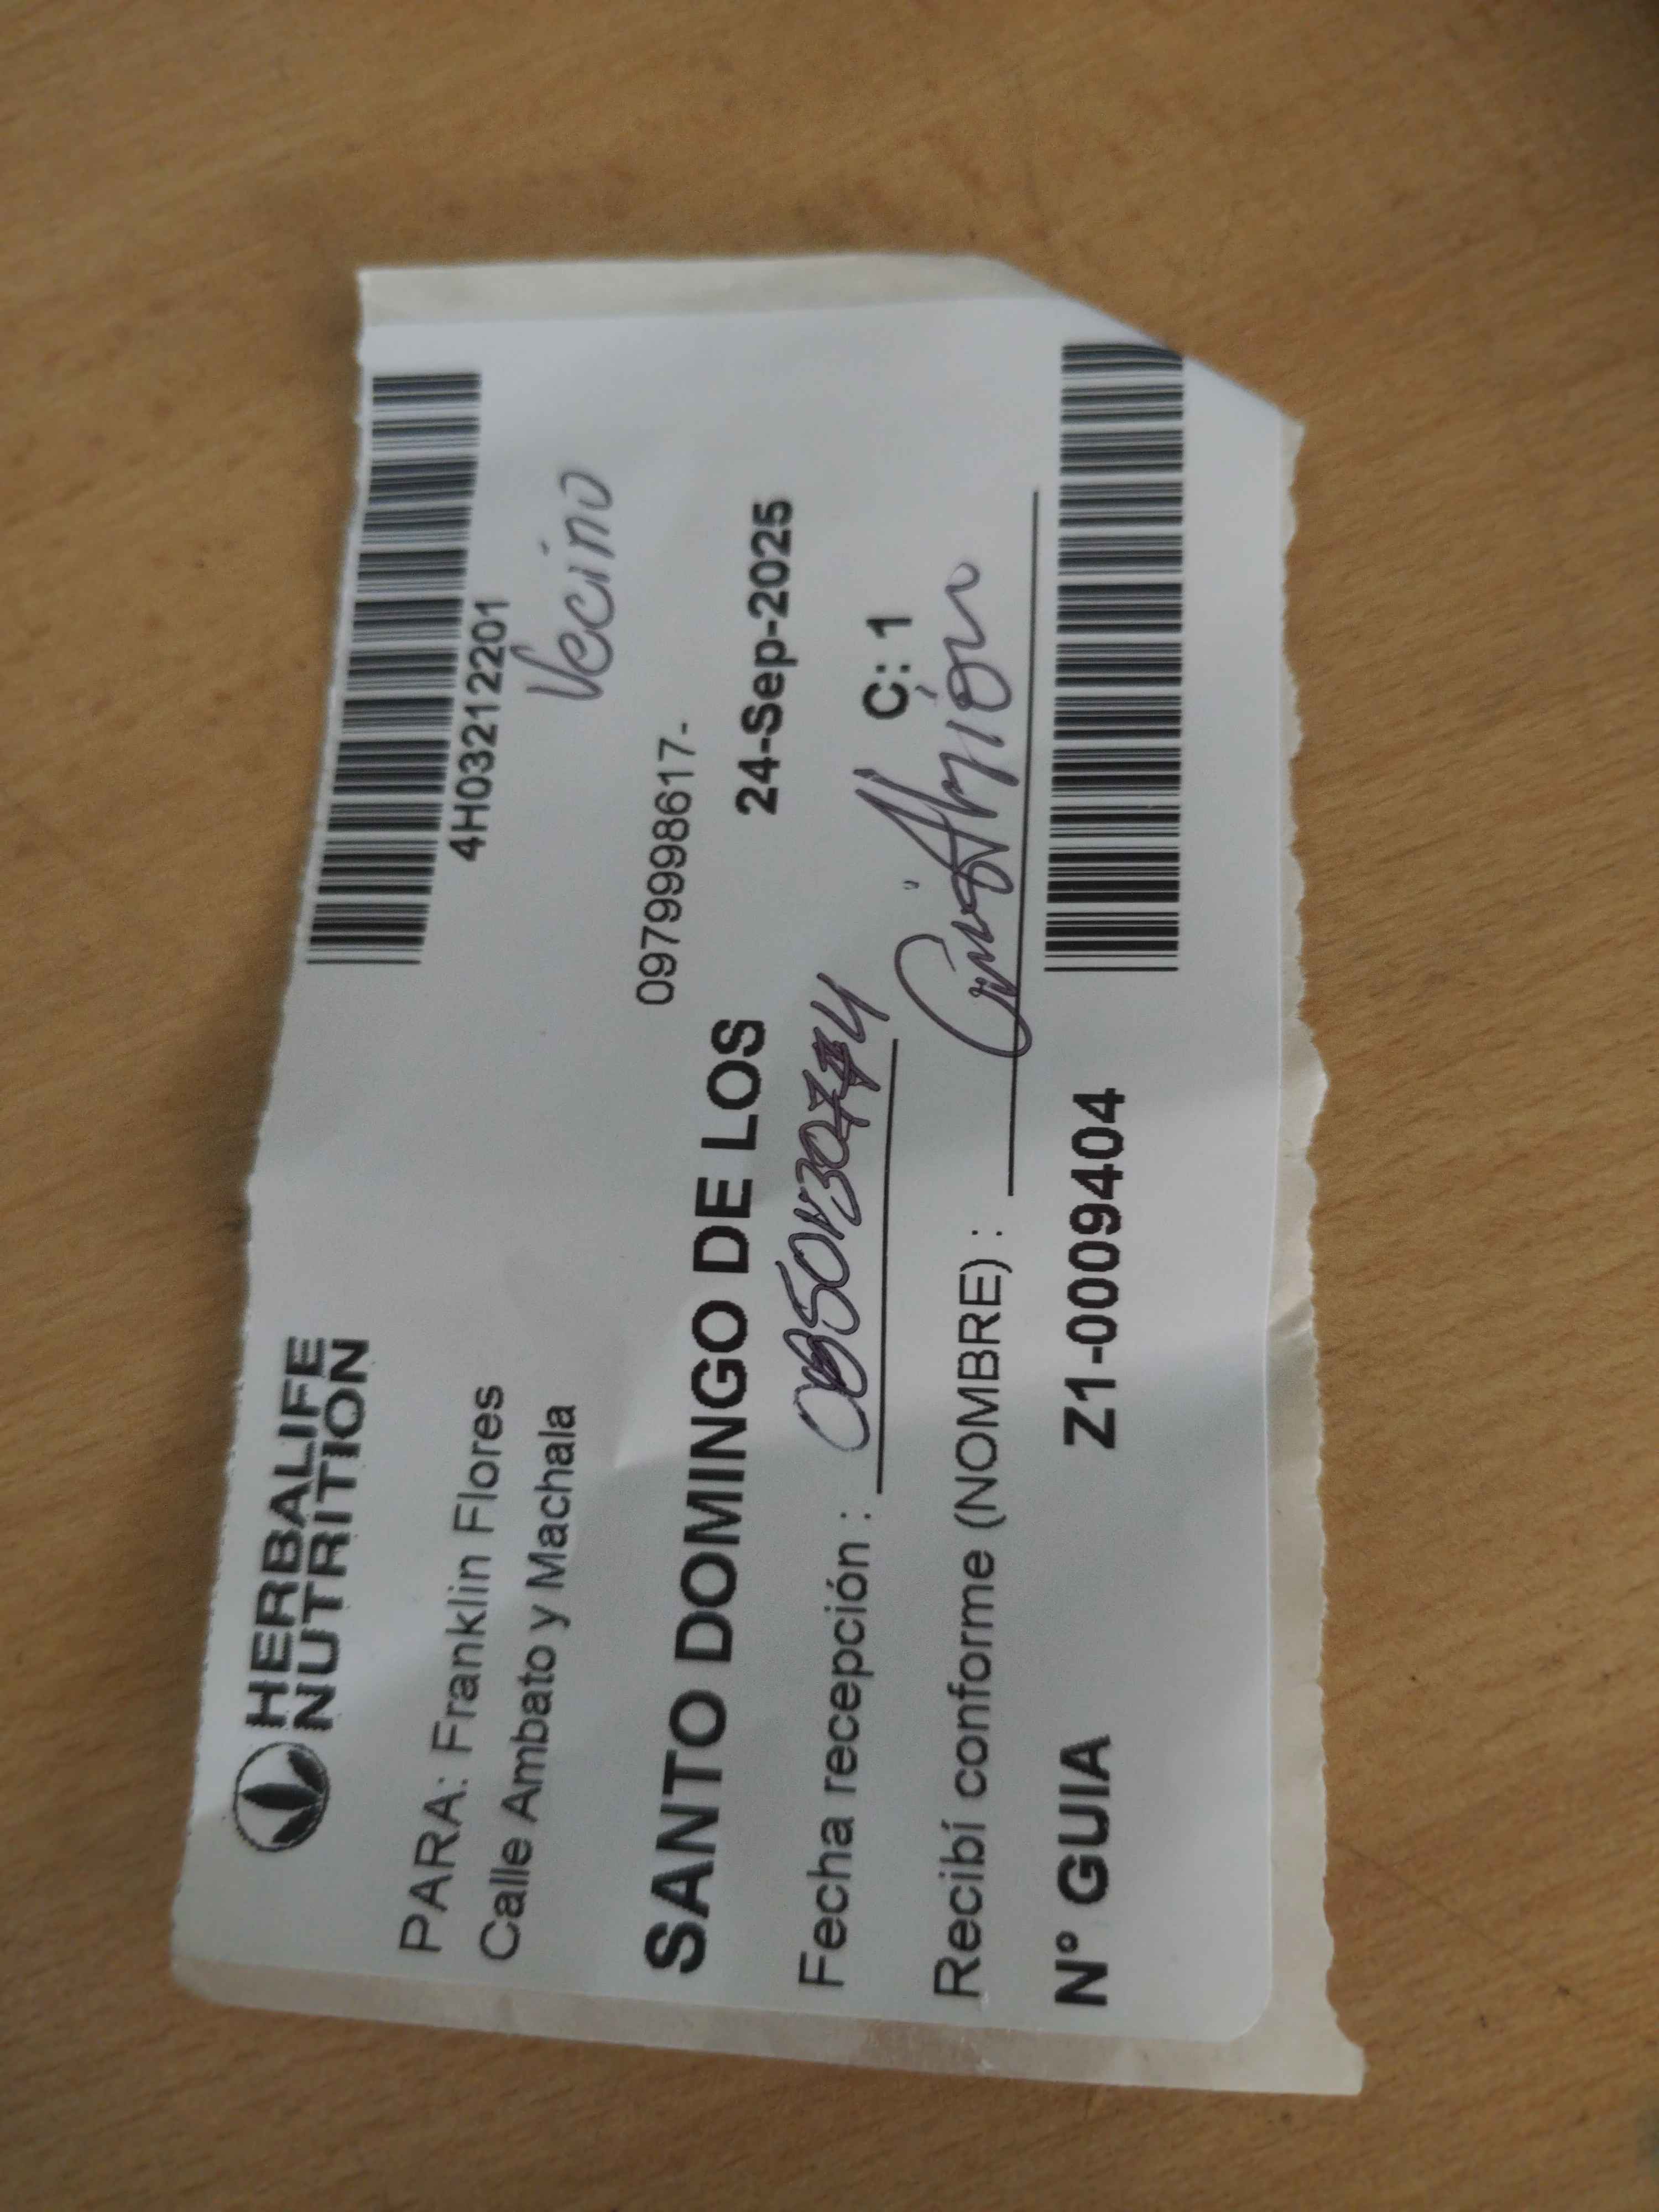 HERBALIFE
NUTRITION
4H03212201
PARA: Franklin Flores
Vecino
Calle Ambato y Machala
0979998617-
SANTO DOMINGO DE LOS
24-Sep-2025
Fecha recepción :
C: 1
Recibí conforme (NOMBRE) :
N° GUIA Z1-0009404